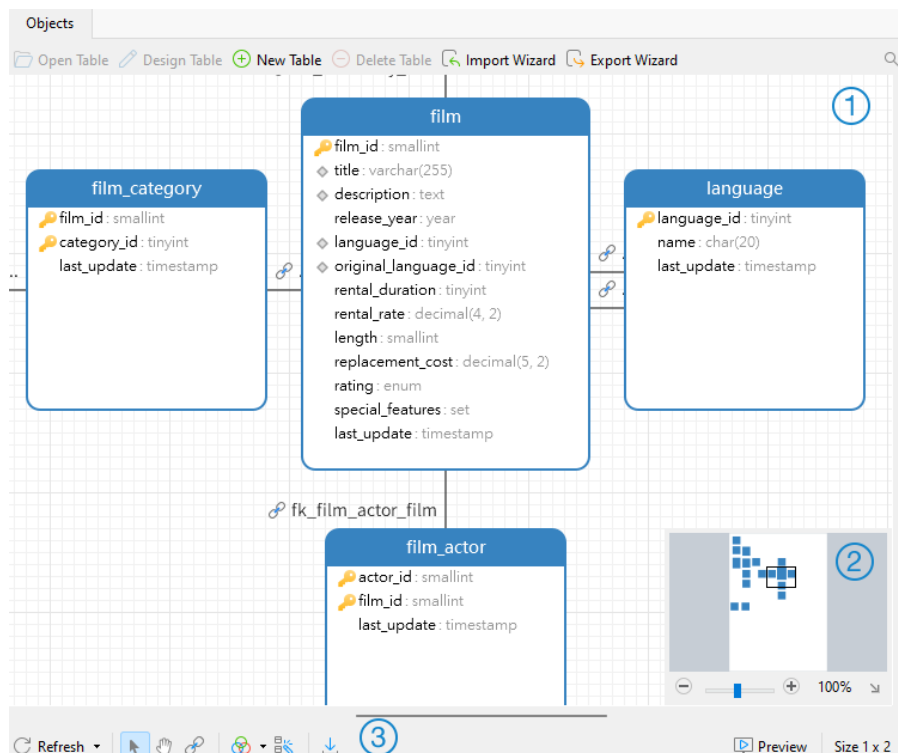 Objects
Open Table Design Table New Table Delete Table Import Wizard Export Wizard
1
film
film_id : smallint
title : varchar(255)
description : text
release_year : year
language_id : tinyint
original_language_id : tinyint
rental_duration : tinyint
rental_rate : decimal(4, 2)
length : smallint
replacement_cost : decimal(5, 2)
rating : enum
special_features : set
last_update : timestamp
film_category
film_id : smallint
category_id : tinyint
last_update : timestamp
language
language_id : tinyint
name : char(20)
last_update : timestamp
fk_film_actor_film
film_actor
actor_id : smallint
film_id : smallint
last_update : timestamp
2
100%
Refresh
3
Preview Size 1 x 2